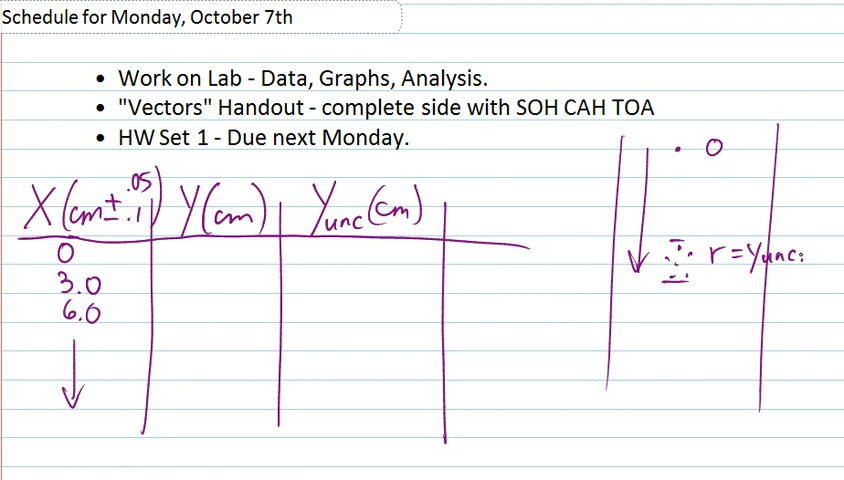 Schedule for Monday, October 7th
• Work on Lab - Data, Graphs, Analysis.
• "Vectors" Handout - complete side with SOH CAH TOA
• HW Set 1 - Due next Monday.
X (cm ± .05 .1) Y (cm) Yunc (cm)
0
3.0
6.0
0
r = Yunc